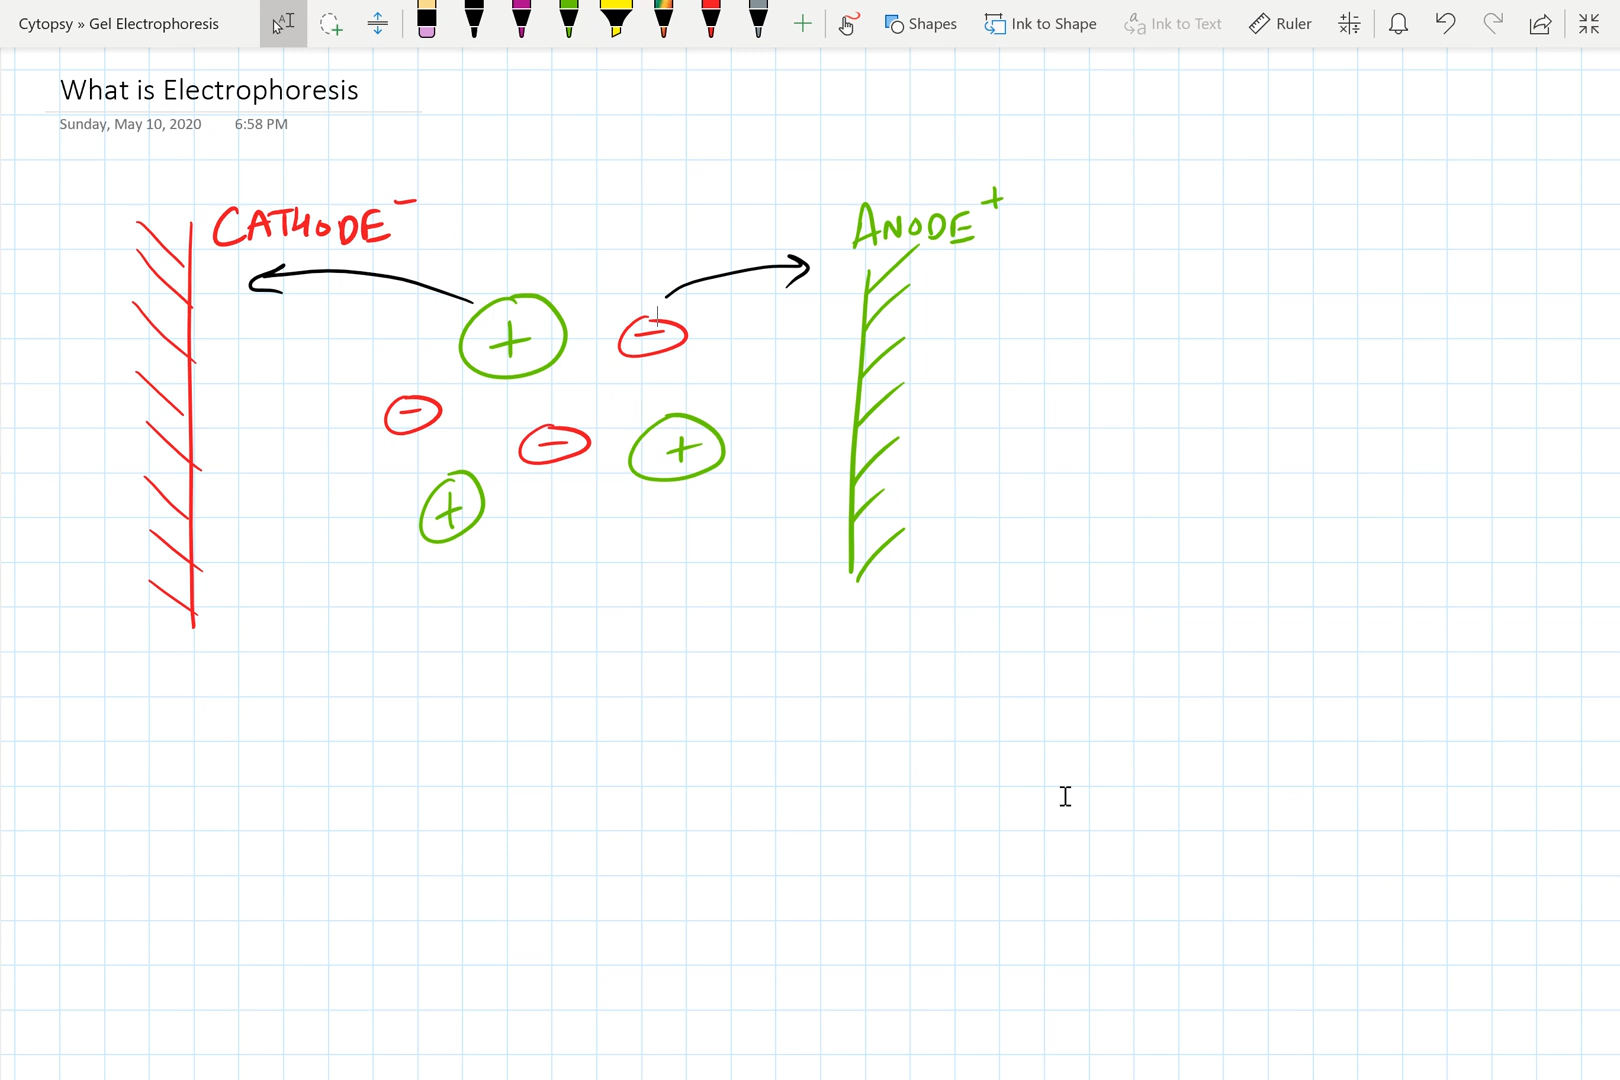 Cytopsy » Gel Electrophoresis Shapes Ink to Shape Ink to Text Ruler
What is Electrophoresis
Sunday, May 10, 2020 6:58 PM
CATHODE - ANODE +
+ -
-
- +
+